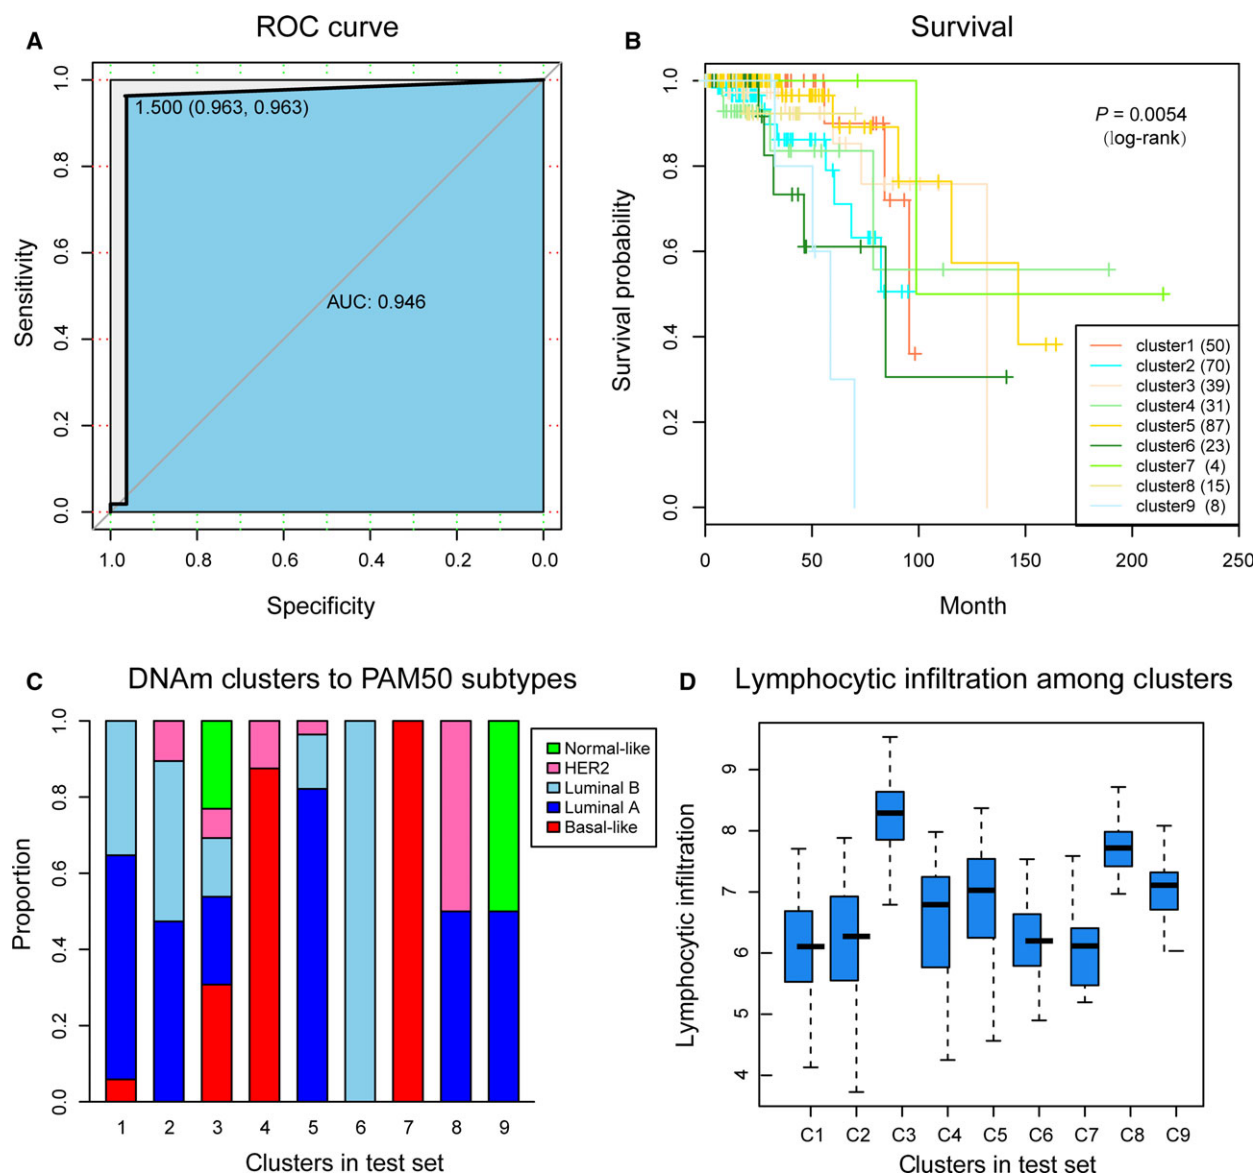 A
ROC curve
1.500 (0.963, 0.963)
AUC: 0.946
Sensitivity
0.0 0.2 0.4 0.6 0.8 1.0
1.0 0.8 0.6 0.4 0.2 0.0
Specificity
B
Survival
P = 0.0054
(log-rank)
Survival probability
0.0 0.2 0.4 0.6 0.8 1.0
cluster1 (50)
cluster2 (70)
cluster3 (39)
cluster4 (31)
cluster5 (87)
cluster6 (23)
cluster7 (4)
cluster8 (15)
cluster9 (8)
0 50 100 150 200 250
Month
C
DNAm clusters to PAM50 subtypes
Proportion
0.0 0.2 0.4 0.6 0.8 1.0
Normal-like
HER2
Luminal B
Luminal A
Basal-like
1 2 3 4 5 6 7 8 9
Clusters in test set
D
Lymphocytic infiltration among clusters
Lymphocytic infiltration
4 5 6 7 8 9
C1 C2 C3 C4 C5 C6 C7 C8 C9
Clusters in test set